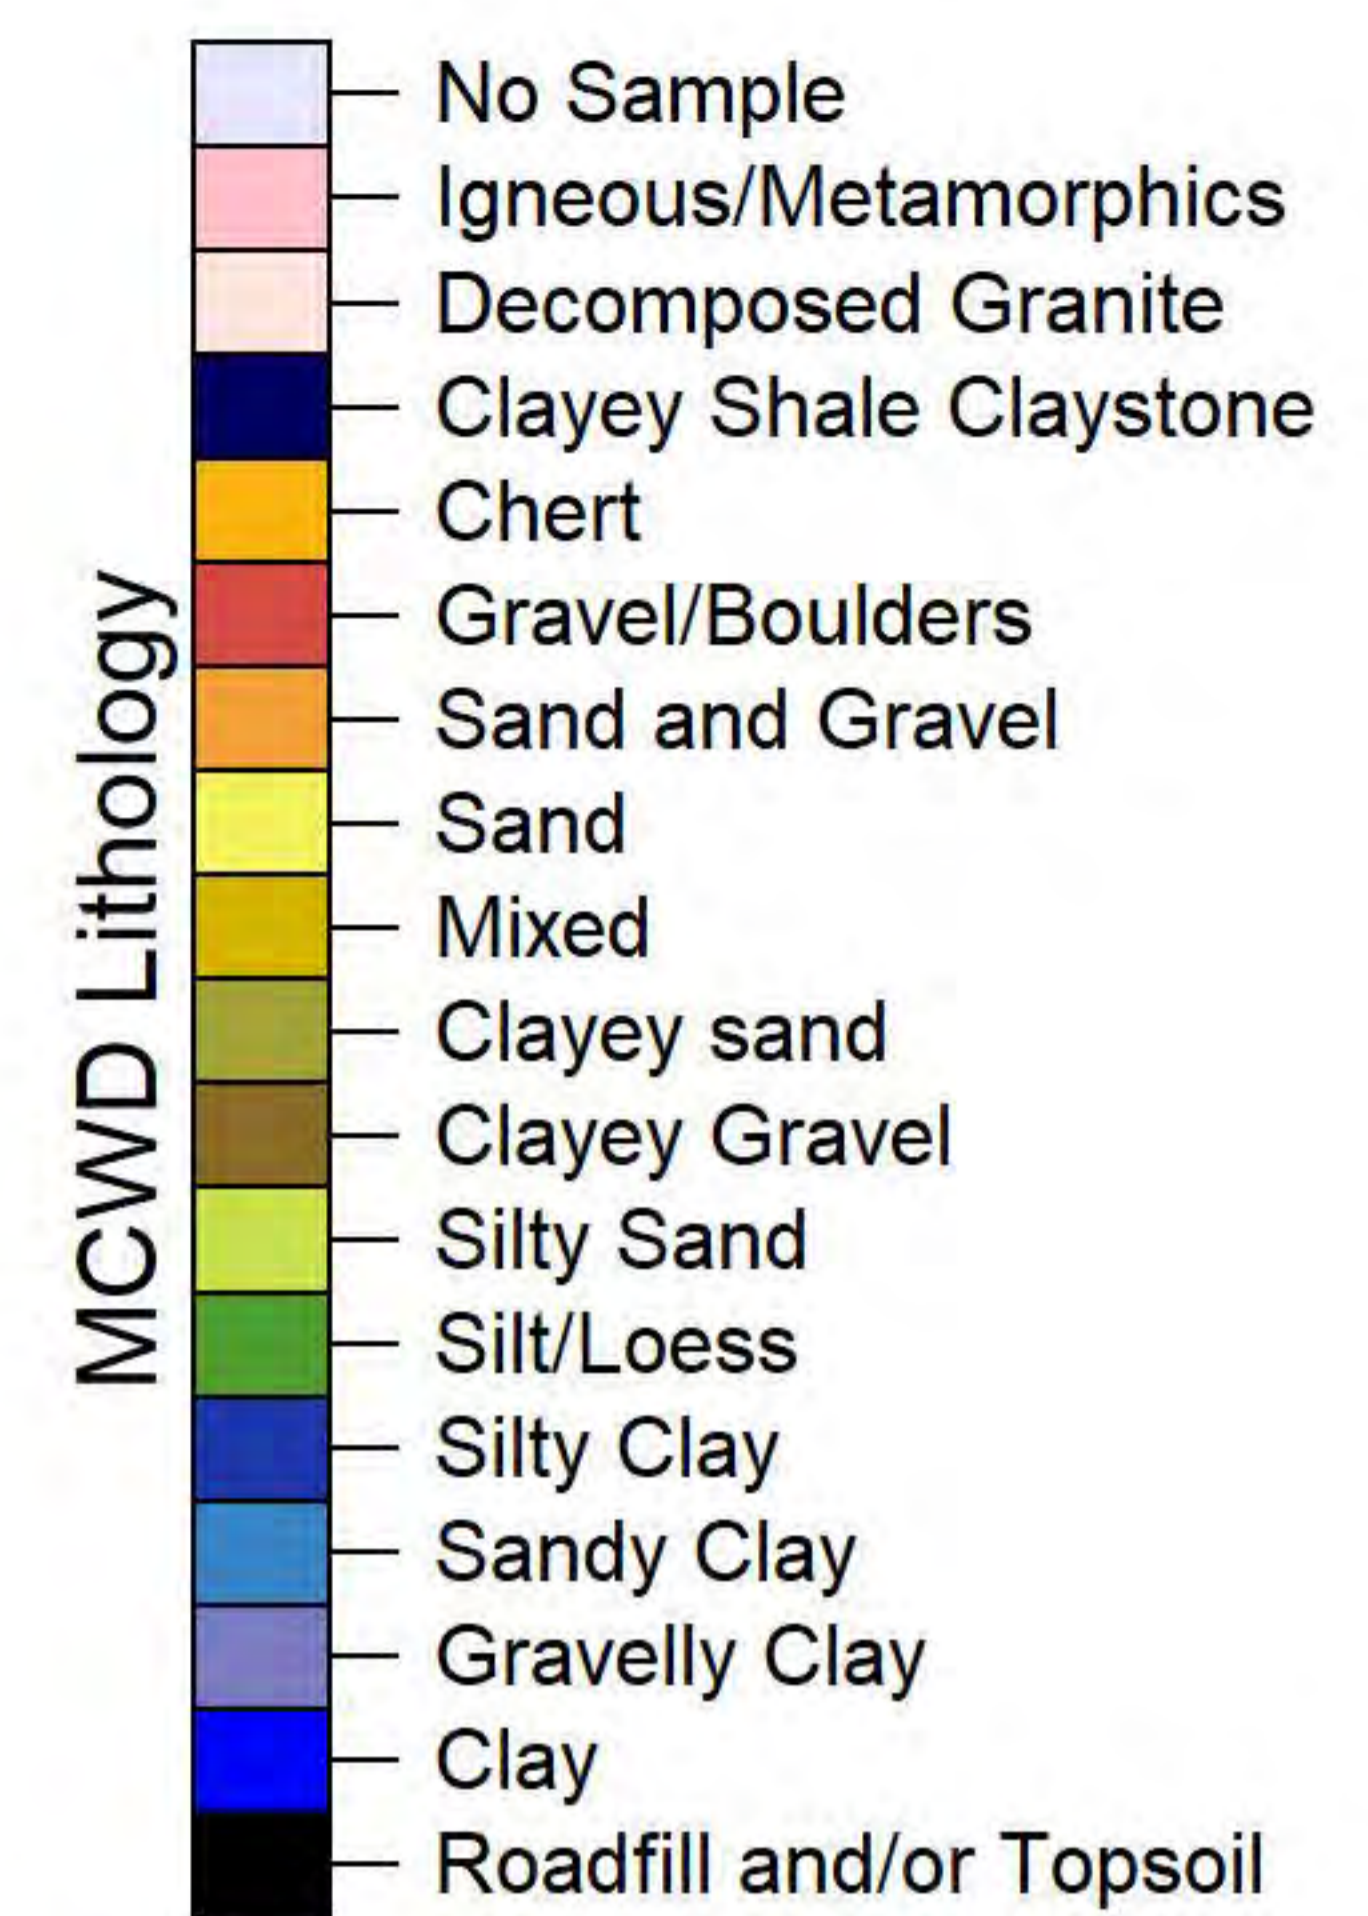 MCWD Lithology
No Sample
Igneous/Metamorphics
Decomposed Granite
Clayey Shale Claystone
Chert
Gravel/Boulders
Sand and Gravel
Sand
Mixed
Clayey sand
Clayey Gravel
Silty Sand
Silt/Loess
Silty Clay
Sandy Clay
Gravelly Clay
Clay
Roadfill and/or Topsoil